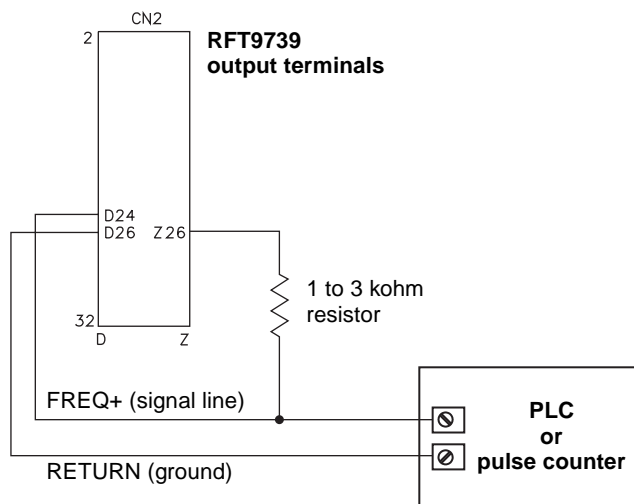 CN2
2
RFT9739
output terminals
D24
D26
Z26
1 to 3 kohm
resistor
32
D
Z
FREQ+ (signal line)
PLC
or
pulse counter
RETURN (ground)